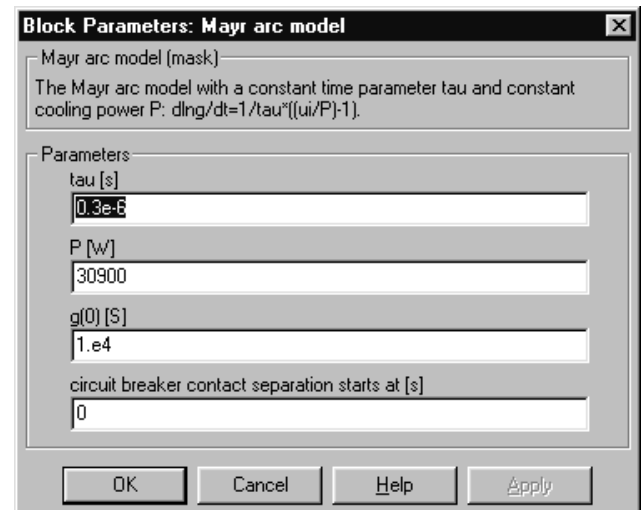 Block Parameters: Mayr arc model
Mayr arc model (mask)
The Mayr arc model with a constant time parameter tau and constant
cooling power P: dlng/dt=1/tau*((ui/P)-1).
Parameters
tau [s]
0.3e-6
P [W]
30900
g(0) [S]
1.e4
circuit breaker contact separation starts at [s]
0
OK Cancel Help Apply